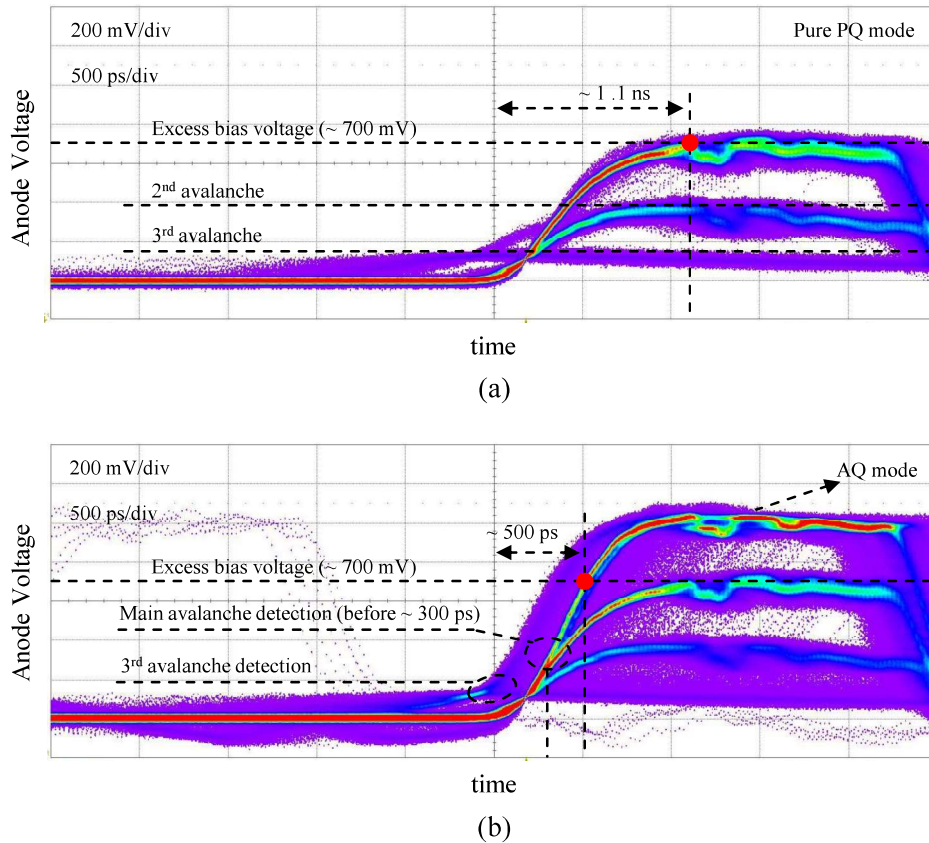 200 mV/div
Pure PQ mode
500 ps/div
~ 1 .1 ns
Excess bias voltage (~ 700 mV)
2nd avalanche
3rd avalanche
Anode Voltage
time
(a)
200 mV/div
AQ mode
500 ps/div
~ 500 ps
Excess bias voltage (~ 700 mV)
Main avalanche detection (before ~ 300 ps)
3rd avalanche detection
Anode Voltage
time
(b)